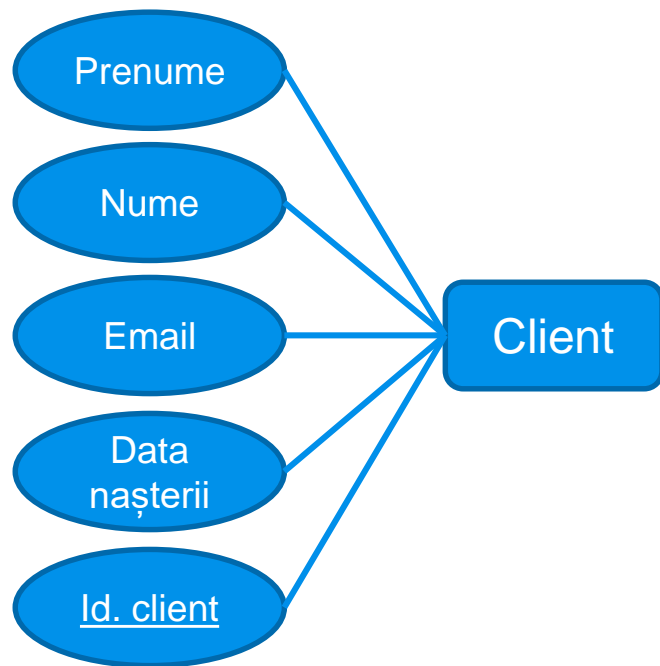 Prenume
Nume
Email
Client
Data
nașterii
Id. client